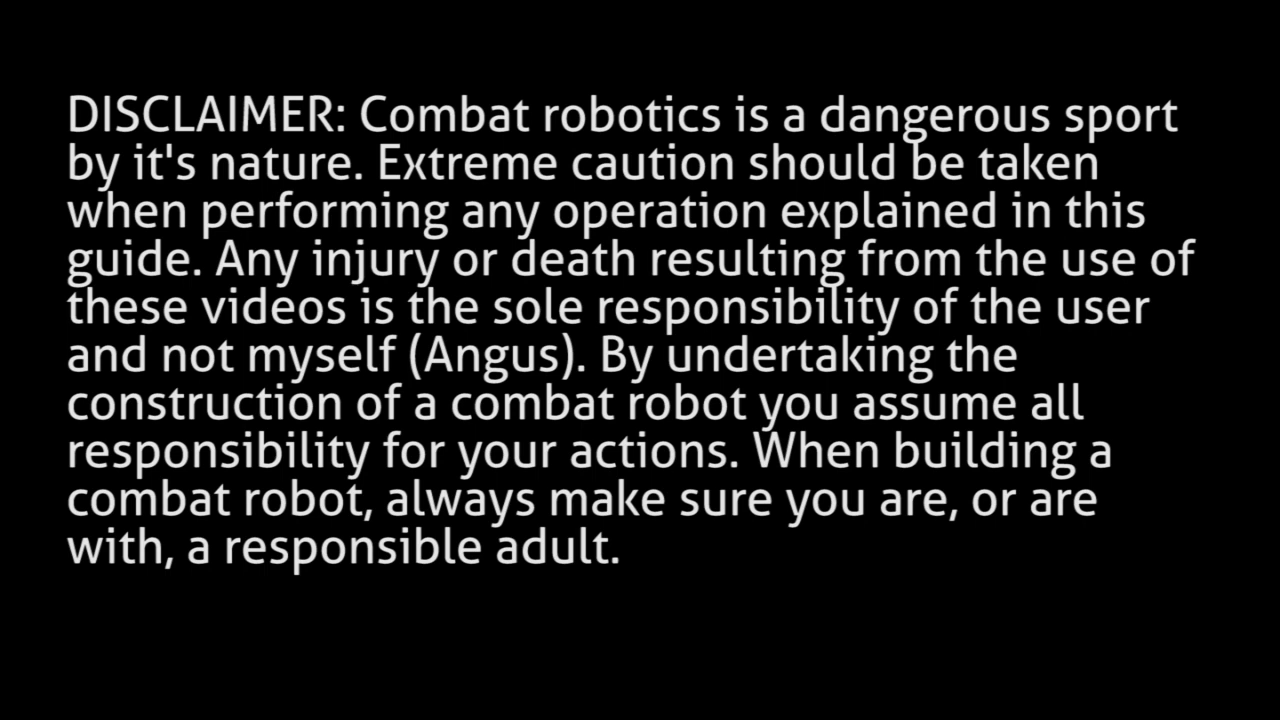 DISCLAIMER: Combat robotics is a dangerous sport
by it's nature. Extreme caution should be taken
when performing any operation explained in this
guide. Any injury or death resulting from the use of
these videos is the sole responsibility of the user
and not myself (Angus). By undertaking the
construction of a combat robot you assume all
responsibility for your actions. When building a
combat robot, always make sure you are, or are
with, a responsible adult.